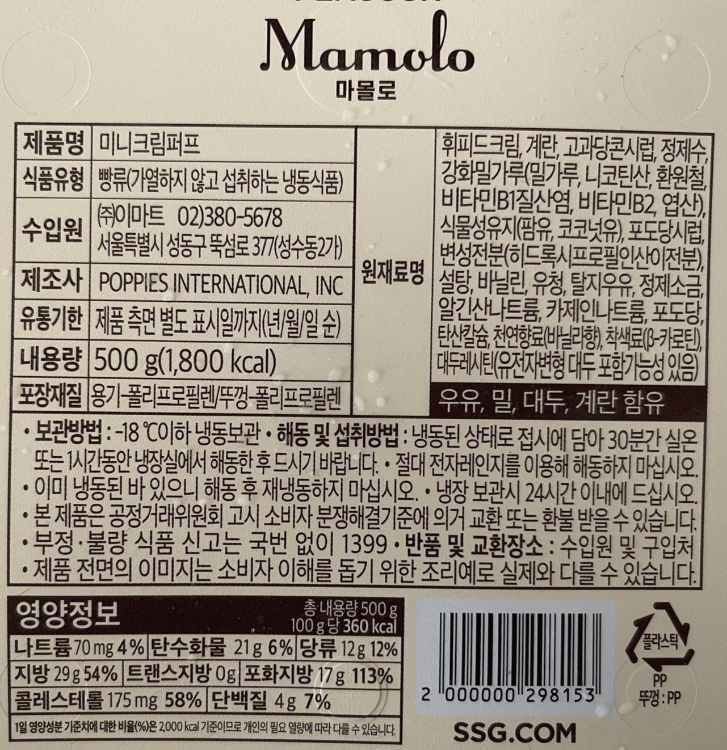 Mamolo
마몰로
제품명 미니크림퍼프
식품유형 빵류(가열하지 않고 섭취하는 냉동식품)
수입원 ㈜이마트 02)380-5678
서울특별시 성동구 뚝섬로 377(성수동2가)
제조사 POPPIES INTERNATIONAL, INC
유통기한 제품 측면 별도 표시일까지(년/월/일 순)
내용량 500 g(1,800 kcal)
포장재질 용기-폴리프로필렌/뚜껑-폴리프로필렌
원재료명
휘피드크림, 계란, 고과당콘시럽, 정제수,
강화밀가루(밀가루, 니코틴산, 환원철,
비타민B1질산염, 비타민B2, 엽산),
식물성유지(팜유, 코코넛유), 포도당시럽,
변성전분(히드록시프로필인산이전분),
설탕, 바닐린, 유청, 탈지우유, 정제소금,
알긴산나트륨, 카제인나트륨, 포도당,
탄산칼슘, 천연향료(바닐라향), 착색료(β-카로틴),
대두레시틴(유전자변형 대두 포함가능성 있음)
우유, 밀, 대두, 계란 함유
• 보관방법 : -18 ℃이하 냉동보관 • 해동 및 섭취방법 : 냉동된 상태로 접시에 담아 30분간 실온
또는 1시간동안 냉장실에서 해동한 후 드시기 바랍니다. • 절대 전자레인지를 이용해 해동하지 마십시오.
• 이미 냉동된 바 있으니 해동 후 재냉동하지 마십시오. • 냉장 보관시 24시간 이내에 드십시오.
• 본 제품은 공정거래위원회 고시 소비자 분쟁해결기준에 의거 교환 또는 환불 받을 수 있습니다.
• 부정·불량 식품 신고는 국번 없이 1399 • 반품 및 교환장소 : 수입원 및 구입처
• 제품 전면의 이미지는 소비자 이해를 돕기 위한 조리예로 실제와 다를 수 있습니다.
영양정보
총 내용량 500 g
100 g당 360 kcal
나트륨 70 mg 4% 탄수화물 21 g 6% 당류 12 g 12%
지방 29 g 54% 트랜스지방 0g 포화지방 17 g 113%
콜레스테롤 175 mg 58% 단백질 4 g 7%
1일 영양성분 기준치에 대한 비율(%)은 2,000 kcal 기준이므로 개인의 필요 열량에 따라 다를 수 있습니다.
2 000000 298153
SSG.COM
플라스틱
PP
뚜껑 : PP